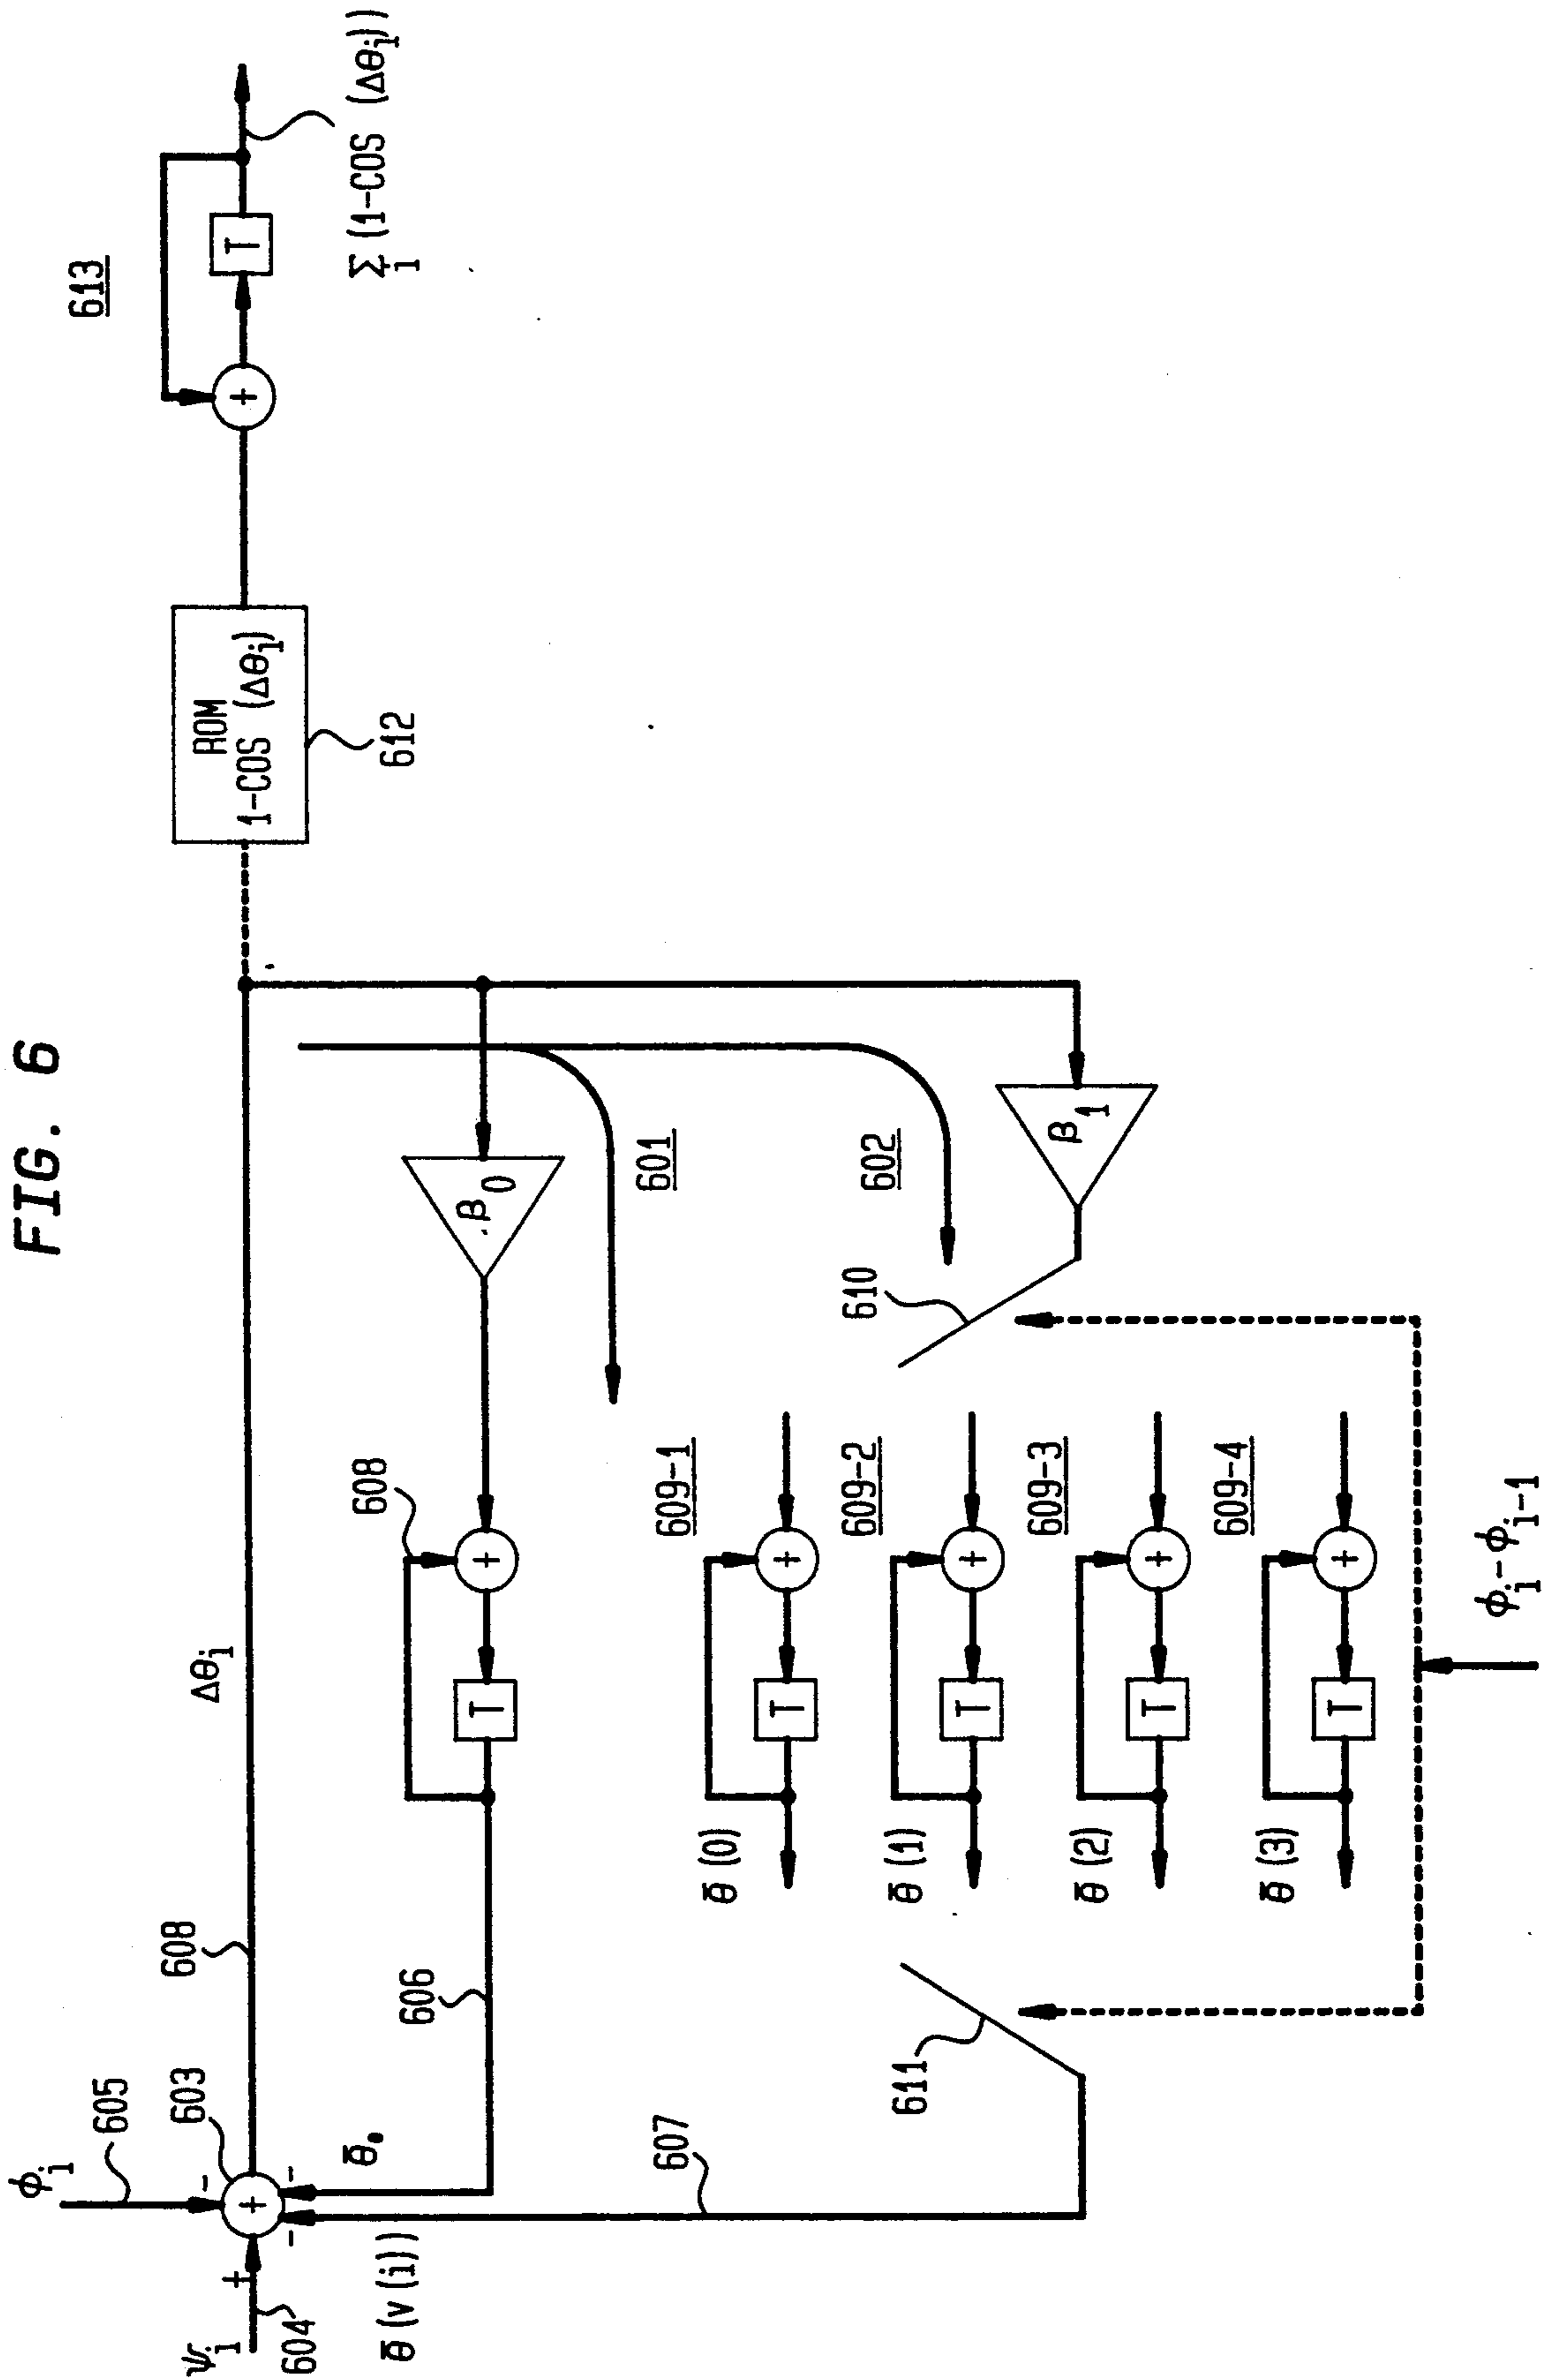 FIG. 6
ψi
+
604
ϕi
605
-
603
+
-
-
θ̄ (v (i))
θ̄0
608
Δθi
ROM
1-COS (Δθi)
612
613
+
T
∑i (1-COS (Δθi))
606
T
+
608
β0
601
602
607
611
610
β1
θ̄ (0)
T
+
609-1
θ̄ (1)
T
+
609-2
θ̄ (2)
T
+
609-3
θ̄ (3)
T
+
609-4
ϕi-ϕi-1